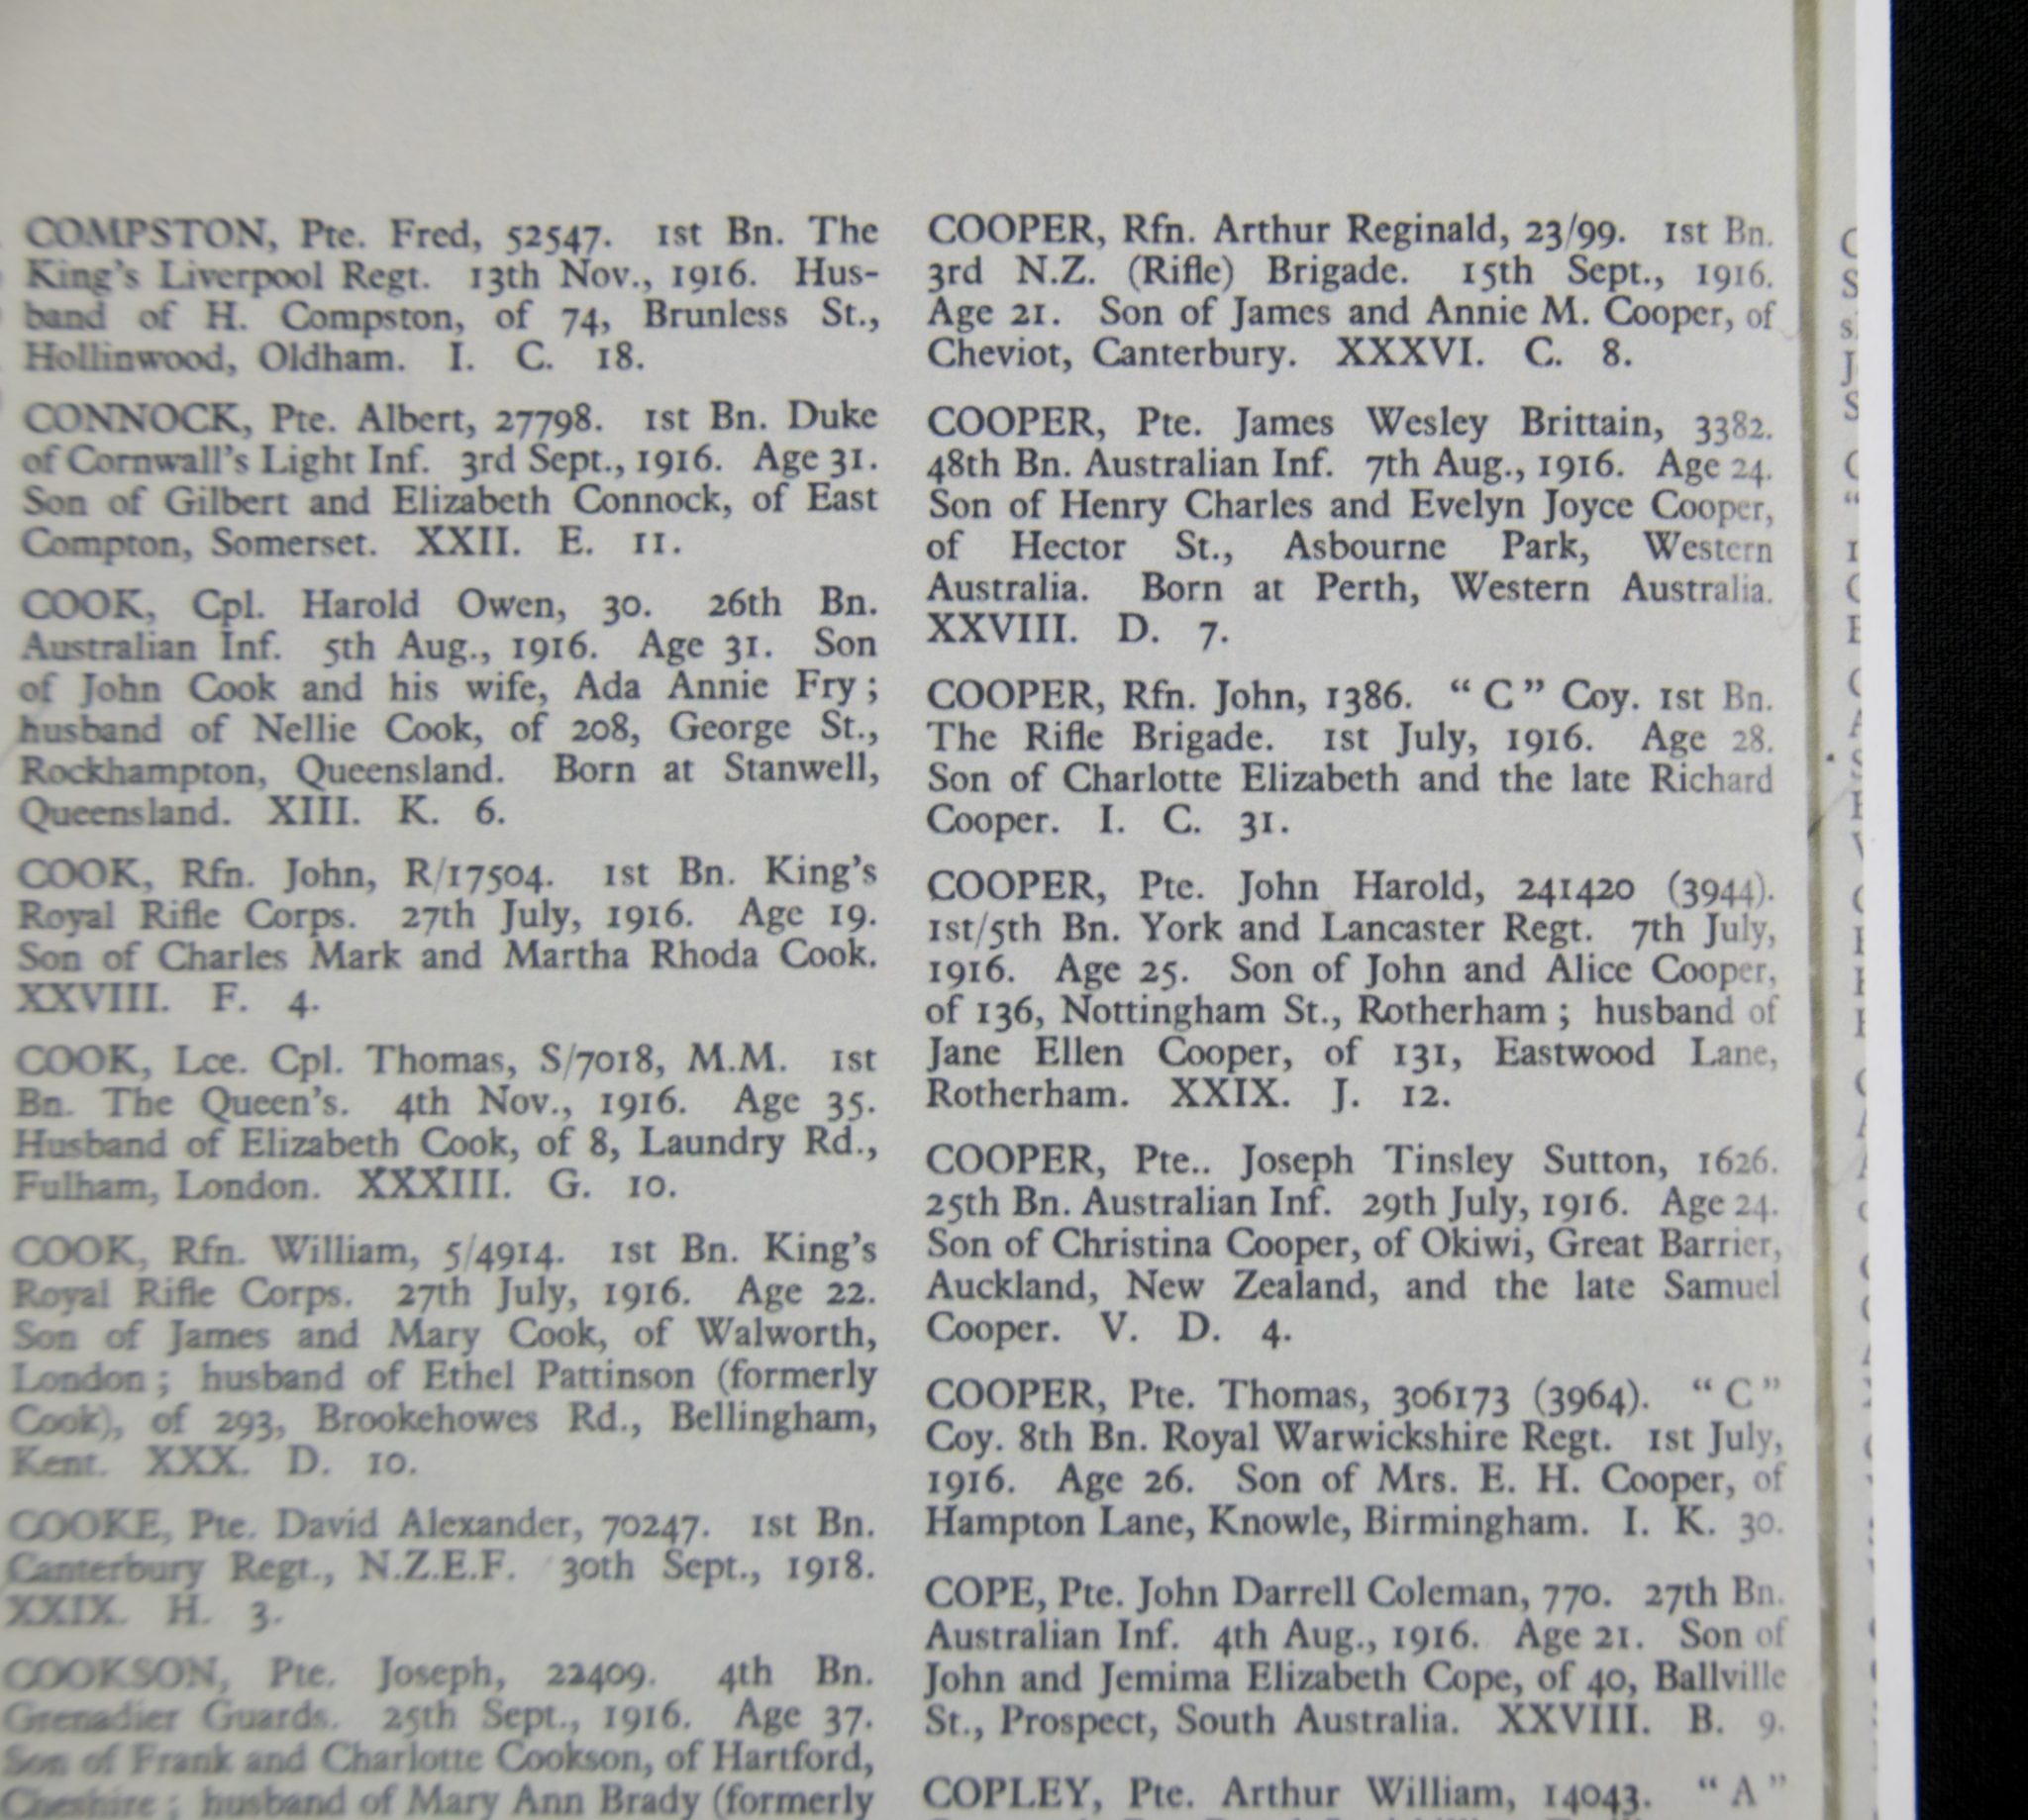 COMPSTON, Pte. Fred, 52547. 1st Bn. The
King's Liverpool Regt. 13th Nov., 1916. Hus-
band of H. Compston, of 74, Brunless St.,
Hollinwood, Oldham. I. C. 18.
CONNOCK, Pte. Albert, 27798. 1st Bn. Duke
of Cornwall's Light Inf. 3rd Sept., 1916. Age 31.
Son of Gilbert and Elizabeth Connock, of East
Compton, Somerset. XXII. E. 11.
COOK, Cpl. Harold Owen, 30. 26th Bn.
Australian Inf. 5th Aug., 1916. Age 31. Son
of John Cook and his wife, Ada Annie Fry ;
husband of Nellie Cook, of 208, George St.,
Rockhampton, Queensland. Born at Stanwell,
Queensland. XIII. K. 6.
COOK, Rfn. John, R/17504. 1st Bn. King's
Royal Rifle Corps. 27th July, 1916. Age 19.
Son of Charles Mark and Martha Rhoda Cook.
XXVIII. F. 4.
COOK, Lce. Cpl. Thomas, S/7018, M.M. 1st
Bn. The Queen's. 4th Nov., 1916. Age 35.
Husband of Elizabeth Cook, of 8, Laundry Rd.,
Fulham, London. XXXIII. G. 10.
COOK, Rfn. William, 5/4914. 1st Bn. King's
Royal Rifle Corps. 27th July, 1916. Age 22.
Son of James and Mary Cook, of Walworth,
London ; husband of Ethel Pattinson (formerly
Cook), of 293, Brookehowes Rd., Bellingham,
Kent. XXX. D. 10.
COOKE, Pte. David Alexander, 70247. 1st Bn.
Canterbury Regt., N.Z.E.F. 30th Sept., 1918.
XXIX. H. 3.
COOKSON, Pte. Joseph, 22409. 4th Bn.
Grenadier Guards. 25th Sept., 1916. Age 37.
Son of Frank and Charlotte Cookson, of Hartford,
Cheshire ; husband of Mary Ann Brady (formerly
COOPER, Rfn. Arthur Reginald, 23/99. 1st Bn.
3rd N.Z. (Rifle) Brigade. 15th Sept., 1916.
Age 21. Son of James and Annie M. Cooper, of
Cheviot, Canterbury. XXXVI. C. 8.
COOPER, Pte. James Wesley Brittain, 3382.
48th Bn. Australian Inf. 7th Aug., 1916. Age 24.
Son of Henry Charles and Evelyn Joyce Cooper,
of Hector St., Asbourne Park, Western
Australia. Born at Perth, Western Australia.
XXVIII. D. 7.
COOPER, Rfn. John, 1386. " C " Coy. 1st Bn.
The Rifle Brigade. 1st July, 1916. Age 28.
Son of Charlotte Elizabeth and the late Richard
Cooper. I. C. 31.
COOPER, Pte. John Harold, 241420 (3944).
1st/5th Bn. York and Lancaster Regt. 7th July,
1916. Age 25. Son of John and Alice Cooper,
of 136, Nottingham St., Rotherham ; husband of
Jane Ellen Cooper, of 131, Eastwood Lane,
Rotherham. XXIX. J. 12.
COOPER, Pte.. Joseph Tinsley Sutton, 1626.
25th Bn. Australian Inf. 29th July, 1916. Age 24.
Son of Christina Cooper, of Okiwi, Great Barrier,
Auckland, New Zealand, and the late Samuel
Cooper. V. D. 4.
COOPER, Pte. Thomas, 306173 (3964). " C "
Coy. 8th Bn. Royal Warwickshire Regt. 1st July,
1916. Age 26. Son of Mrs. E. H. Cooper, of
Hampton Lane, Knowle, Birmingham. I. K. 30.
COPE, Pte. John Darrell Coleman, 770. 27th Bn.
Australian Inf. 4th Aug., 1916. Age 21. Son of
John and Jemima Elizabeth Cope, of 40, Ballville
St., Prospect, South Australia. XXVIII. B. 9.
COPLEY, Pte. Arthur William, 14043. " A "